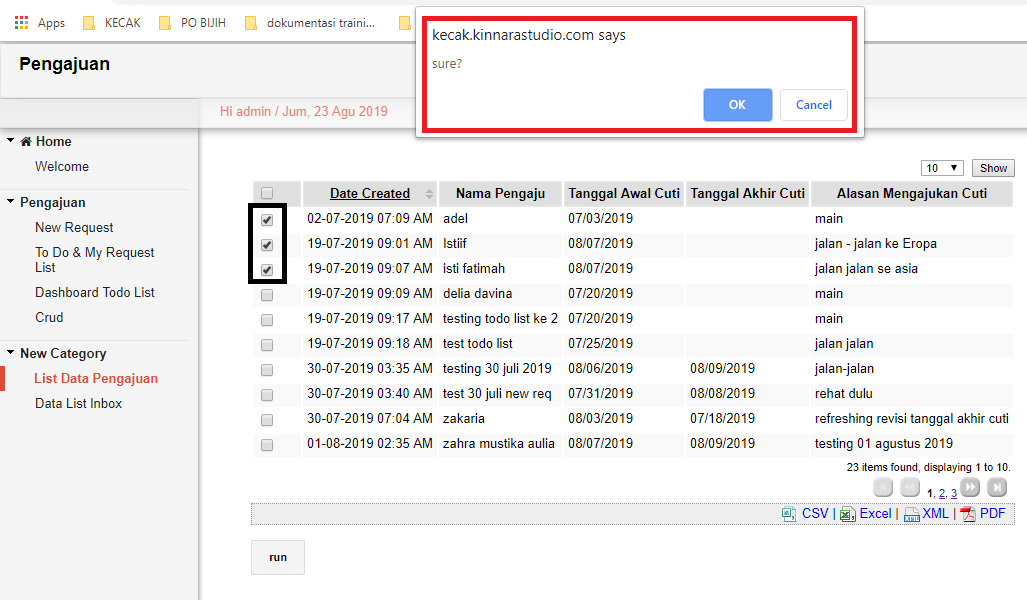 Apps KECAK PO BIJIH dokumentasi traini...
kecak.kinnarastudio.com says
sure?
OK Cancel
Pengajuan
Hi admin / Jum, 23 Agu 2019
Home
Welcome
Pengajuan
New Request
To Do & My Request
List
Dashboard Todo List
Crud
New Category
List Data Pengajuan
Data List Inbox
10 Show
Date Created Nama Pengaju Tanggal Awal Cuti Tanggal Akhir Cuti Alasan Mengajukan Cuti
02-07-2019 07:09 AM adel 07/03/2019 main
19-07-2019 09:01 AM Istiif 08/07/2019 jalan - jalan ke Eropa
19-07-2019 09:07 AM isti fatimah 08/07/2019 jalan jalan se asia
19-07-2019 09:09 AM delia davina 07/20/2019 main
19-07-2019 09:17 AM testing todo list ke 2 07/20/2019 main
19-07-2019 09:18 AM test todo list 07/25/2019 jalan jalan
30-07-2019 03:35 AM testing 30 juli 2019 08/06/2019 08/09/2019 jalan-jalan
30-07-2019 03:40 AM test 30 juli new req 07/31/2019 08/08/2019 rehat dulu
30-07-2019 07:04 AM zakaria 08/03/2019 07/18/2019 refreshing revisi tanggal akhir cuti
01-08-2019 02:35 AM zahra mustika aulia 08/07/2019 08/09/2019 testing 01 agustus 2019
23 items found, displaying 1 to 10.
1, 2, 3
CSV | Excel | XML | PDF
run